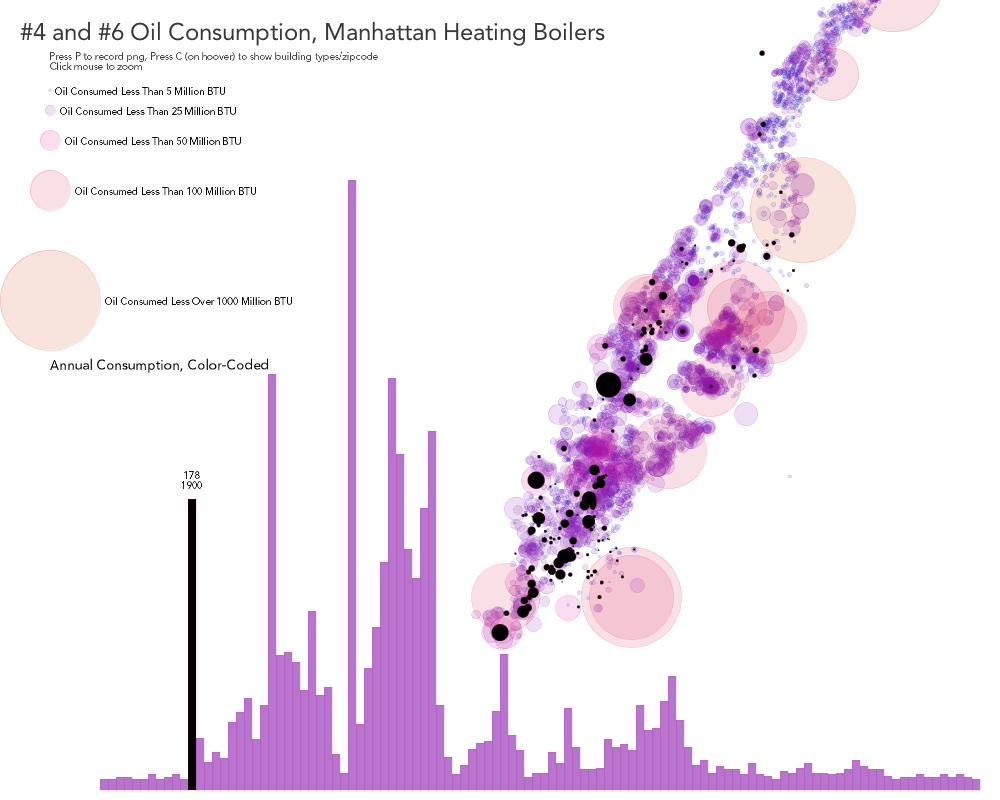 #4 and #6 Oil Consumption, Manhattan Heating Boilers
Press P to record png, Press C (on hoover) to show building types/zipcode
Click mouse to zoom
Oil Consumed Less Than 5 Million BTU
Oil Consumed Less Than 25 Million BTU
Oil Consumed Less Than 50 Million BTU
Oil Consumed Less Than 100 Million BTU
Oil Consumed Less Over 1000 Million BTU
Annual Consumption, Color-Coded
178
1900